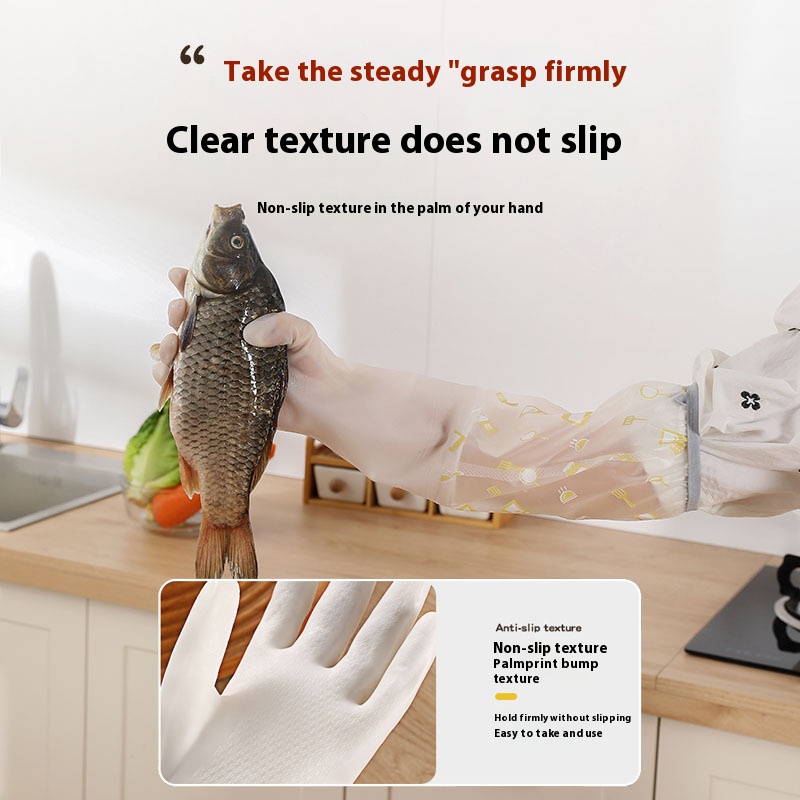 “ Take the steady "grasp firmly
Clear texture does not slip
Non-slip texture in the palm of your hand
Anti-slip texture
Non-slip texture
Palmprint bump
texture
Hold firmly without slipping
Easy to take and use